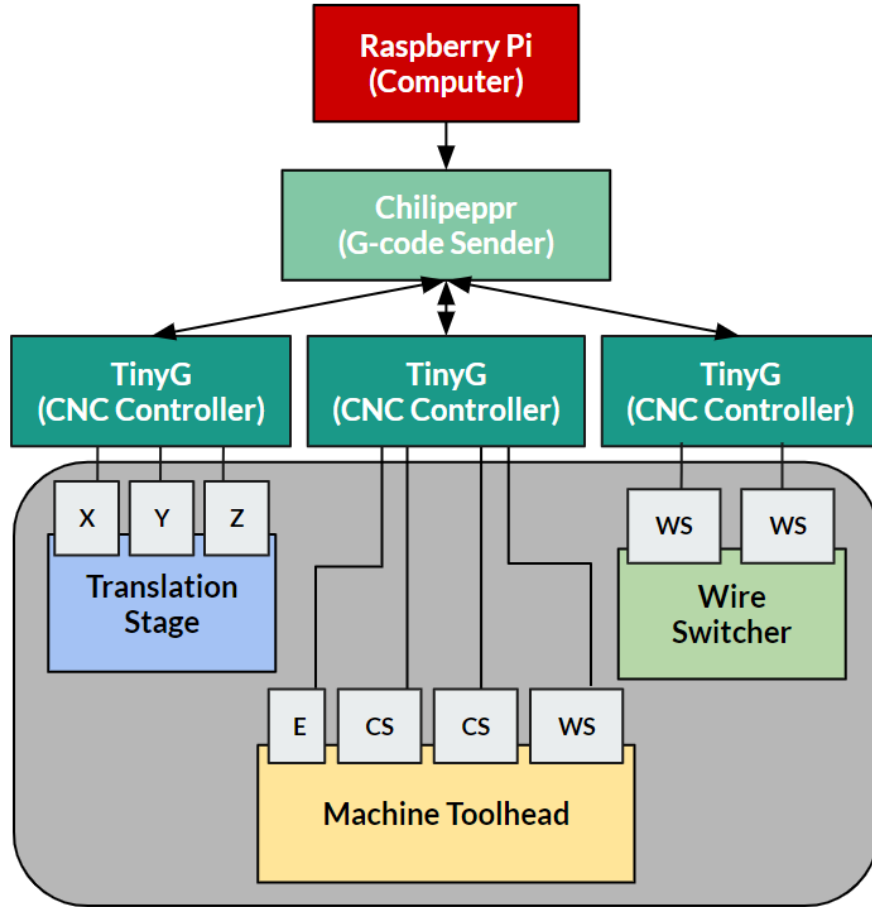 Raspberry Pi
(Computer)
Chilipeppr
(G-code Sender)
TinyG
(CNC Controller)
TinyG
(CNC Controller)
TinyG
(CNC Controller)
X
Y
Z
Translation
Stage
WS
WS
Wire
Switcher
E
CS
CS
WS
Machine Toolhead